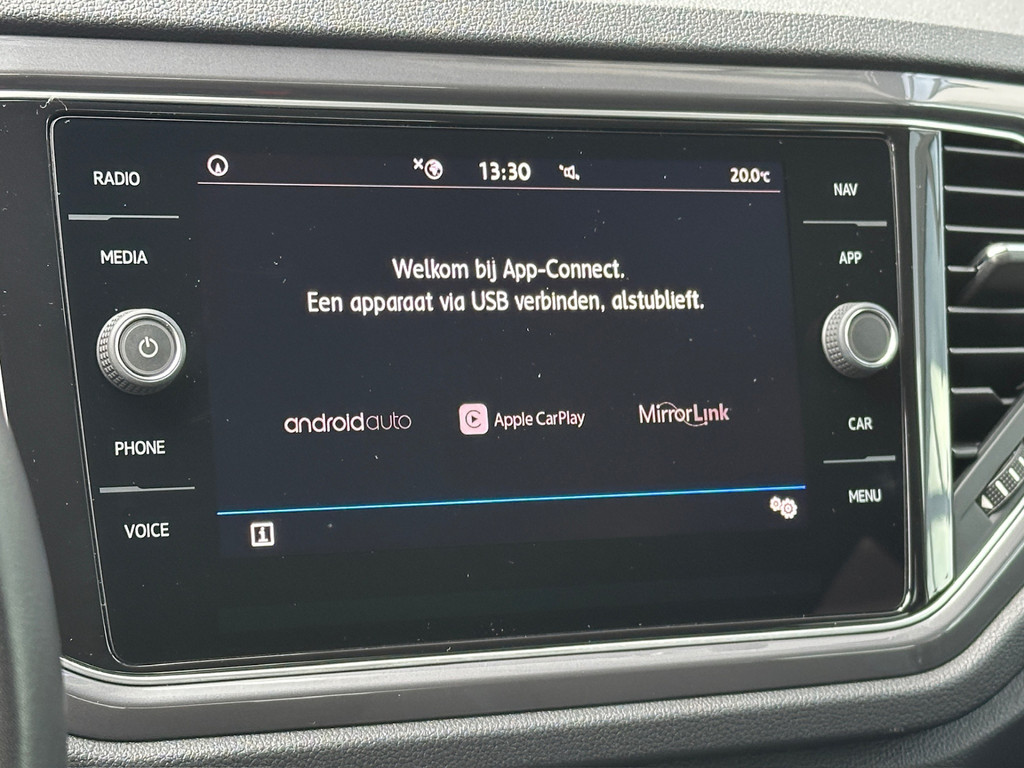 RADIO
MEDIA
PHONE
VOICE
13:30
20.0°C
Welkom bij App-Connect.
Een apparaat via USB verbinden, alstublieft.
androidauto
Apple CarPlay
MirrorLink
NAV
APP
CAR
MENU